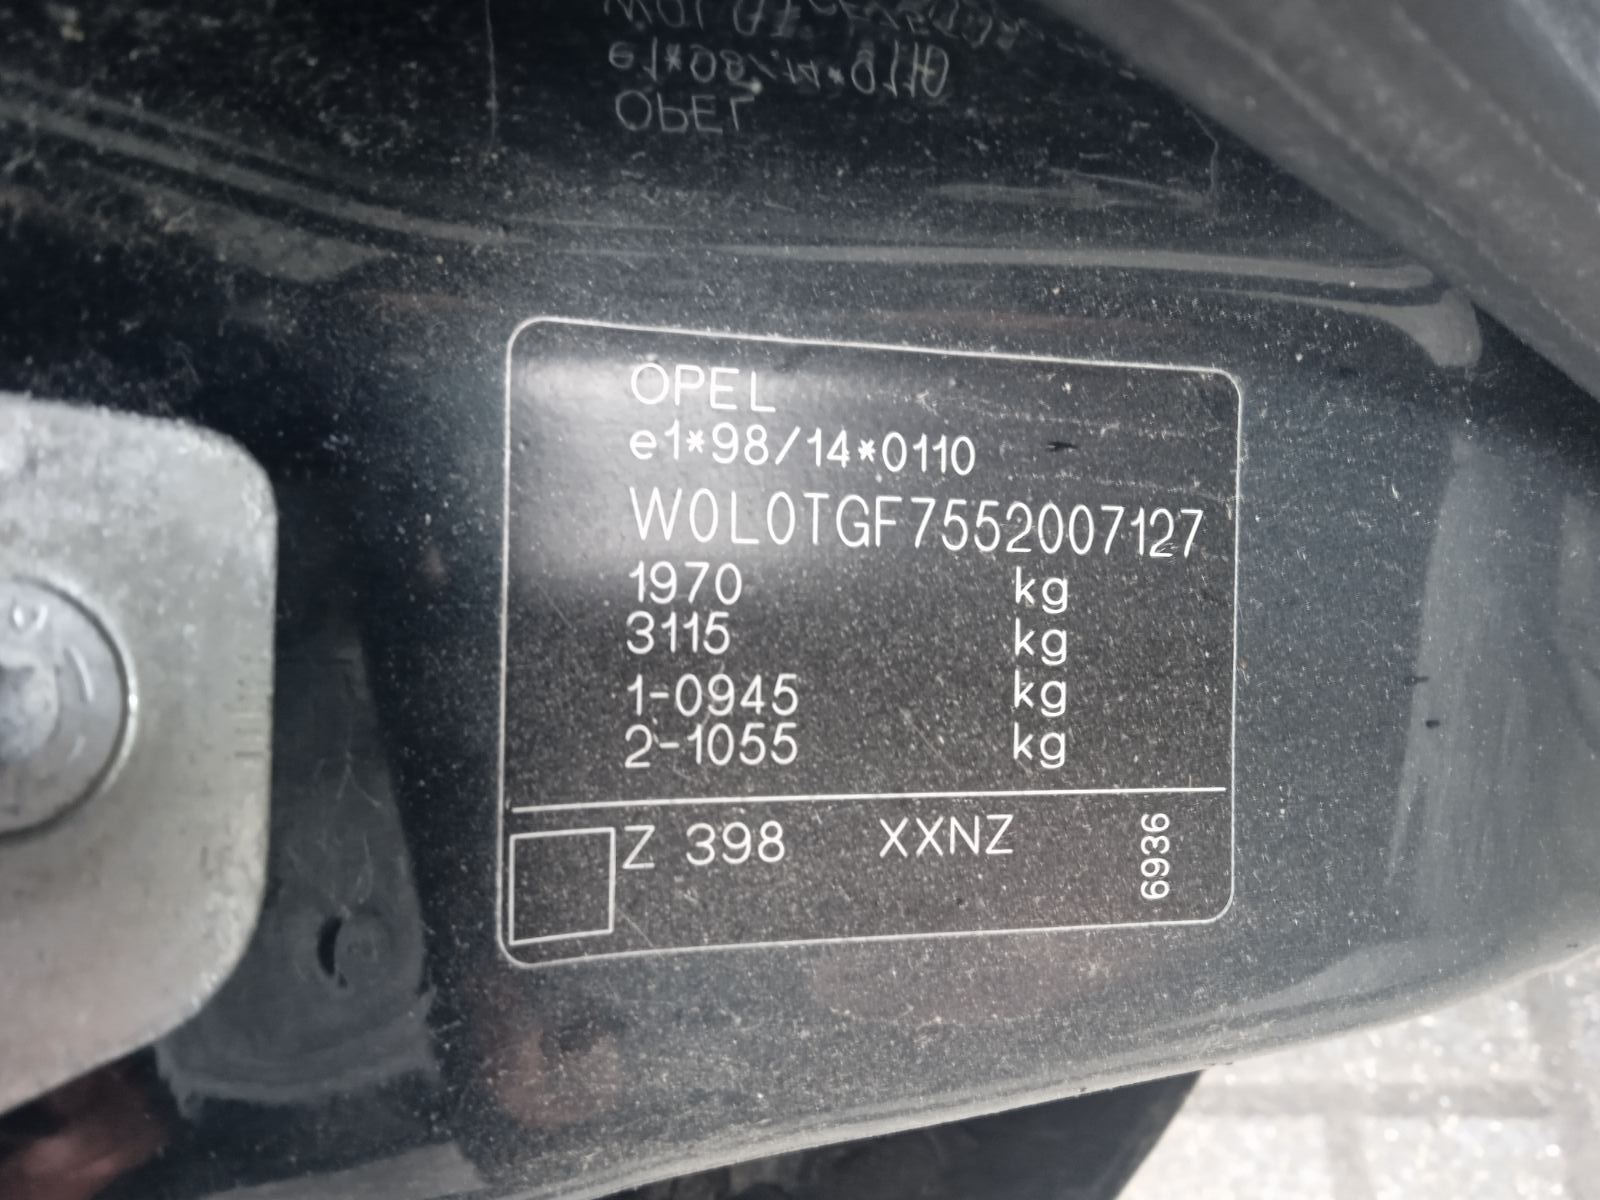 OPEL
e1*98/14*0110
W0L0TGF7552007127
1970 kg
3115 kg
1-0945 kg
2-1055 kg
Z 398 XXNZ
6936